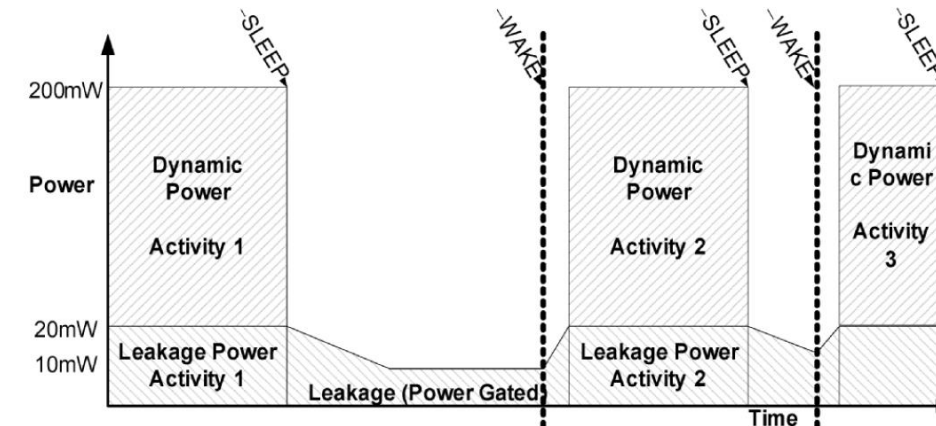 ~SLEEP
~WAKE
~SLEEP
~WAKE
~SLEEP
200mW
Power
20mW
10mW
Dynamic
Power
Activity 1
Leakage Power
Activity 1
Leakage (Power Gated)
Dynamic
Power
Activity 2
Leakage Power
Activity 2
Dynami
c Power
Activity
3
Time